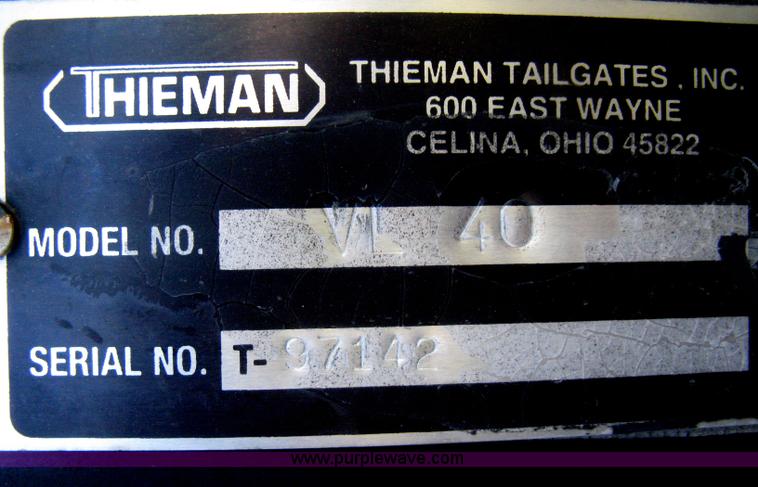 THIEMAN
THIEMAN TAILGATES, INC.
600 EAST WAYNE
CELINA, OHIO 45822
MODEL NO. VL 40
SERIAL NO. T-97142
www.purplewave.com